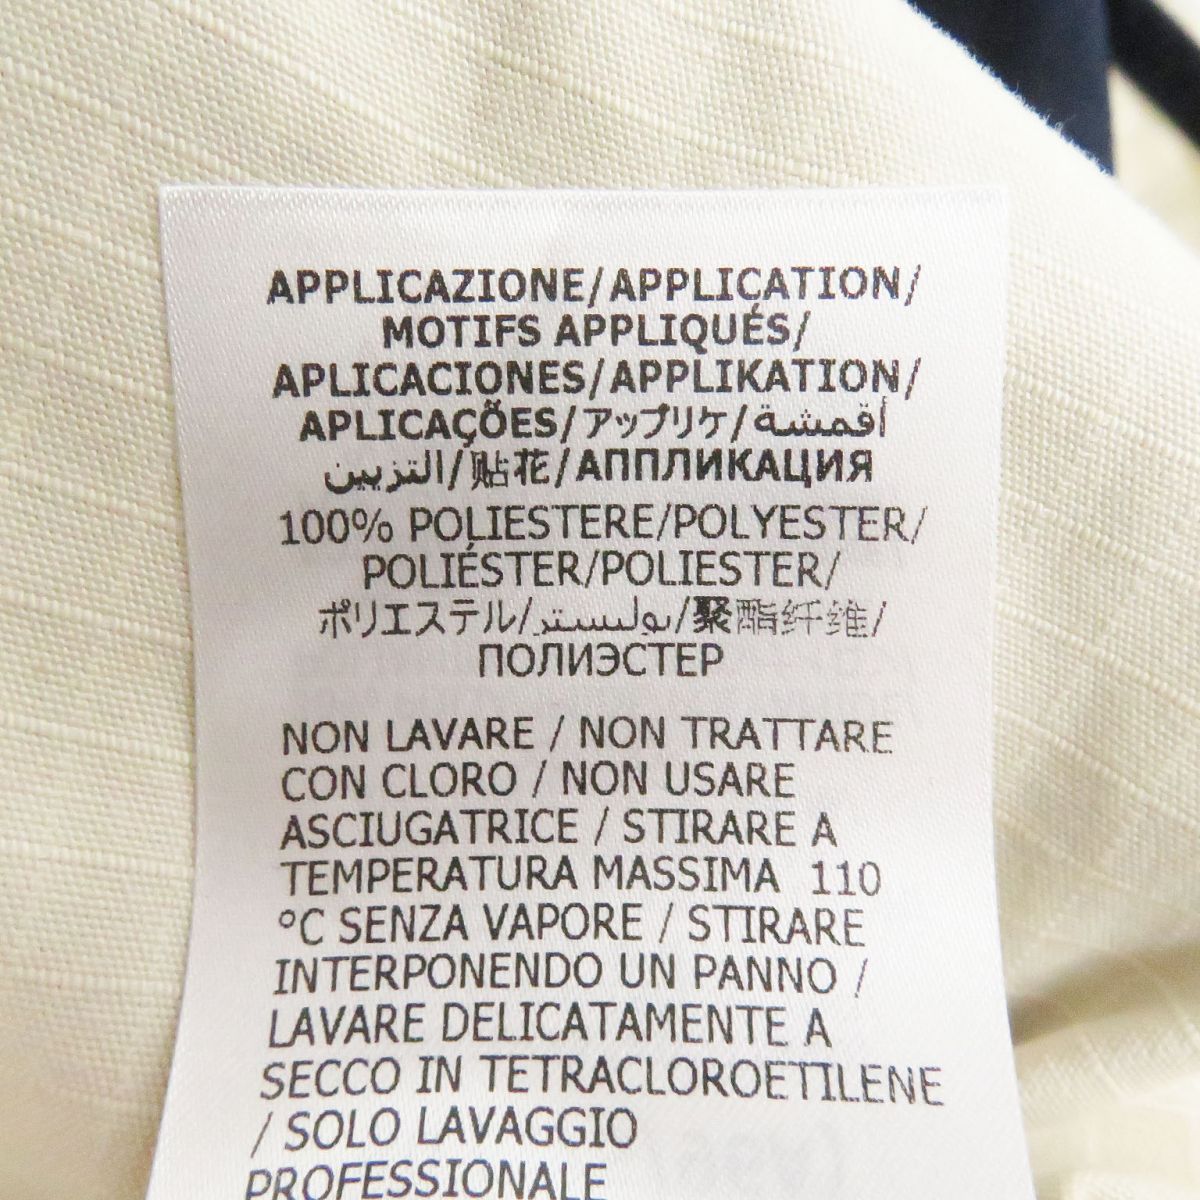 APPLICAZIONE/APPLICATION/
MOTIFS APPLIQUÉS/
APLICACIONES/APPLIKATION/
APLICAÇÕES/アップリケ/أقمشة
التزيين/贴花/АППЛИКАЦИЯ
100% POLIESTERE/POLYESTER/
POLIÉSTER/POLIESTER/
ポリエステル/بوليستر/聚酯纤维/
ПОЛИЭСТЕР
NON LAVARE / NON TRATTARE
CON CLORO / NON USARE
ASCIUGATRICE / STIRARE A
TEMPERATURA MASSIMA 110
°C SENZA VAPORE / STIRARE
INTERPONENDO UN PANNO /
LAVARE DELICATAMENTE A
SECCO IN TETRACLOROETILENE
/ SOLO LAVAGGIO
PROFESSIONALE